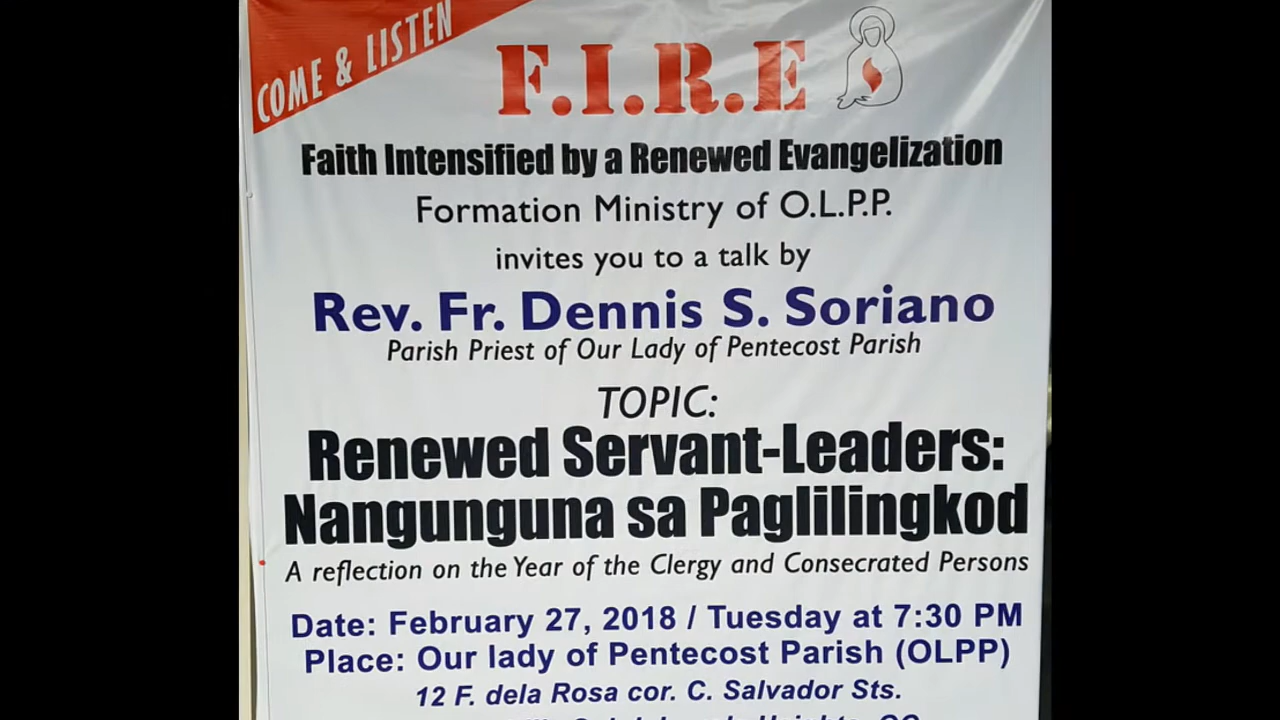 COME & LISTEN
F.I.R.E
Faith Intensified by a Renewed Evangelization
Formation Ministry of O.L.P.P.
invites you to a talk by
Rev. Fr. Dennis S. Soriano
Parish Priest of Our Lady of Pentecost Parish
TOPIC:
Renewed Servant-Leaders:
Nangunguna sa Paglilingkod
A reflection on the Year of the Clergy and Consecrated Persons
Date: February 27, 2018 / Tuesday at 7:30 PM
Place: Our lady of Pentecost Parish (OLPP)
12 F. dela Rosa cor. C. Salvador Sts.